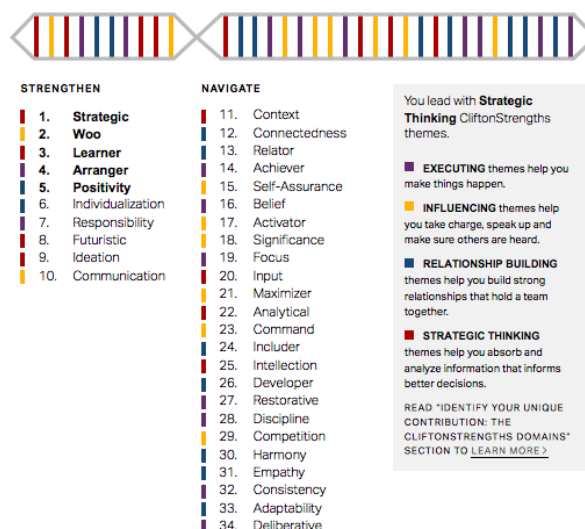 STRENGTHEN
1. Strategic
2. Woo
3. Learner
4. Arranger
5. Positivity
6. Individualization
7. Responsibility
8. Futuristic
9. Ideation
10. Communication
NAVIGATE
11. Context
12. Connectedness
13. Relator
14. Achiever
15. Self-Assurance
16. Belief
17. Activator
18. Significance
19. Focus
20. Input
21. Maximizer
22. Analytical
23. Command
24. Includer
25. Intellection
26. Developer
27. Restorative
28. Discipline
29. Competition
30. Harmony
31. Empathy
32. Consistency
33. Adaptability
34. Deliberative
You lead with Strategic
Thinking CliftonStrengths
themes.
EXECUTING themes help you
make things happen.
INFLUENCING themes help
you take charge, speak up and
make sure others are heard.
RELATIONSHIP BUILDING
themes help you build strong
relationships that hold a team
together.
STRATEGIC THINKING
themes help you absorb and
analyze information that informs
better decisions.
READ "IDENTIFY YOUR UNIQUE
CONTRIBUTION: THE
CLIFTONSTRENGTHS DOMAINS"
SECTION TO LEARN MORE >